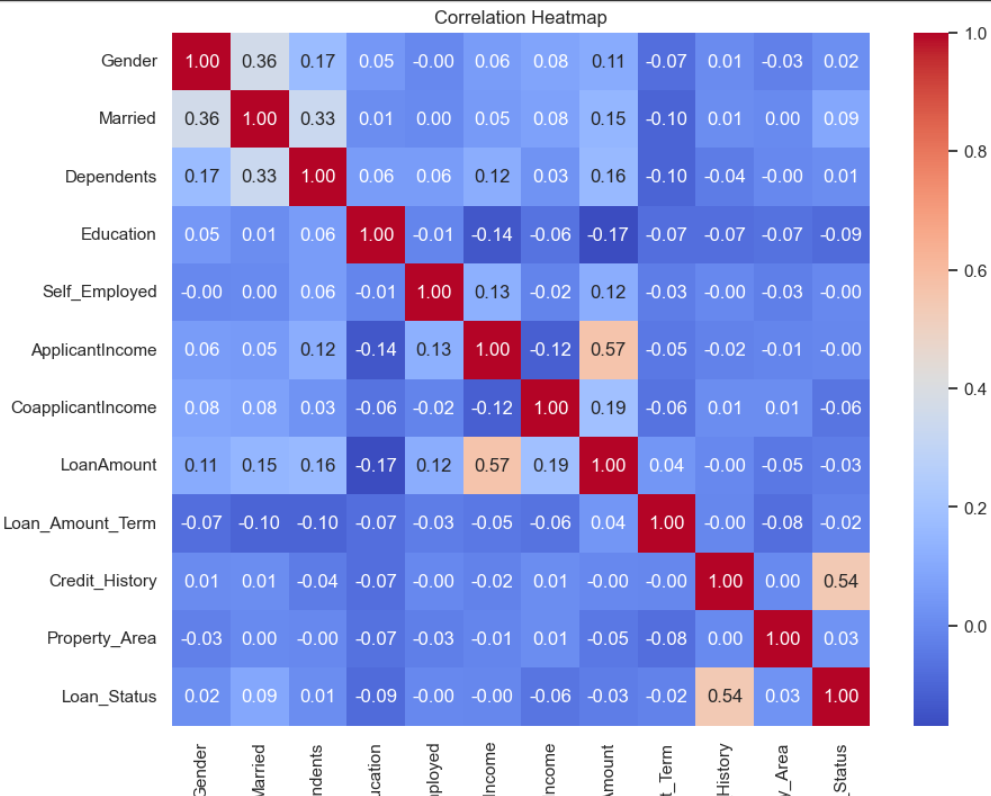 Correlation Heatmap
Gender 1.00 0.36 0.17 0.05 -0.00 0.06 0.08 0.11 -0.07 0.01 -0.03 0.02
Married 0.36 1.00 0.33 0.01 0.00 0.05 0.08 0.15 -0.10 0.01 0.00 0.09
Dependents 0.17 0.33 1.00 0.06 0.06 0.12 0.03 0.16 -0.10 -0.04 -0.00 0.01
Education 0.05 0.01 0.06 1.00 -0.01 -0.14 -0.06 -0.17 -0.07 -0.07 -0.07 -0.09
Self_Employed -0.00 0.00 0.06 -0.01 1.00 0.13 -0.02 0.12 -0.03 -0.00 -0.03 -0.00
ApplicantIncome 0.06 0.05 0.12 -0.14 0.13 1.00 -0.12 0.57 -0.05 -0.02 -0.01 -0.00
CoapplicantIncome 0.08 0.08 0.03 -0.06 -0.02 -0.12 1.00 0.19 -0.06 0.01 0.01 -0.06
LoanAmount 0.11 0.15 0.16 -0.17 0.12 0.57 0.19 1.00 0.04 -0.00 -0.05 -0.03
Loan_Amount_Term -0.07 -0.10 -0.10 -0.07 -0.03 -0.05 -0.06 0.04 1.00 -0.00 -0.08 -0.02
Credit_History 0.01 0.01 -0.04 -0.07 -0.00 -0.02 0.01 -0.00 -0.00 1.00 0.00 0.54
Property_Area -0.03 0.00 -0.00 -0.07 -0.03 -0.01 0.01 -0.05 -0.08 0.00 1.00 0.03
Loan_Status 0.02 0.09 0.01 -0.09 -0.00 -0.00 -0.06 -0.03 -0.02 0.54 0.03 1.00
Gender
Married
ndents
ucation
mployed
Income
Income
Amount
t_Term
History
y_Area
_Status
1.0
0.8
0.6
0.4
0.2
0.0